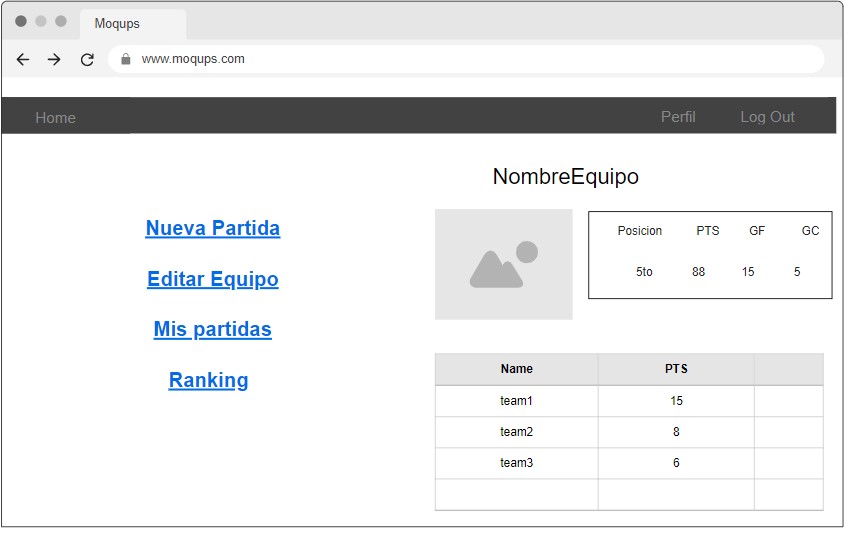 Moqups
www.moqups.com
Home Perfil Log Out
NombreEquipo
Nueva Partida
Editar Equipo
Mis partidas
Ranking
Posicion PTS GF GC
5to 88 15 5
Name PTS
team1 15
team2 8
team3 6